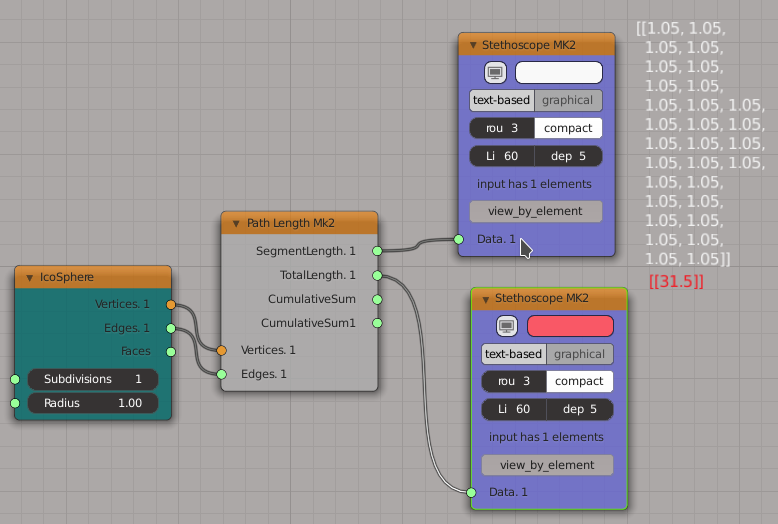 IcoSphere
Vertices. 1
Edges. 1
Faces
Subdivisions 1
Radius 1.00
Path Length Mk2
SegmentLength. 1
TotalLength. 1
CumulativeSum
CumulativeSum1
Vertices. 1
Edges. 1
Stethoscope MK2
text-based graphical
rou 3 compact
Li 60 dep 5
input has 1 elements
view_by_element
Data. 1
Stethoscope MK2
text-based graphical
rou 3 compact
Li 60 dep 5
input has 1 elements
view_by_element
Data. 1
[[1.05, 1.05,
1.05, 1.05,
1.05, 1.05,
1.05, 1.05,
1.05, 1.05, 1.05,
1.05, 1.05, 1.05,
1.05, 1.05, 1.05,
1.05, 1.05, 1.05,
1.05, 1.05,
1.05, 1.05,
1.05, 1.05,
1.05, 1.05,
1.05, 1.05]]
[[31.5]]